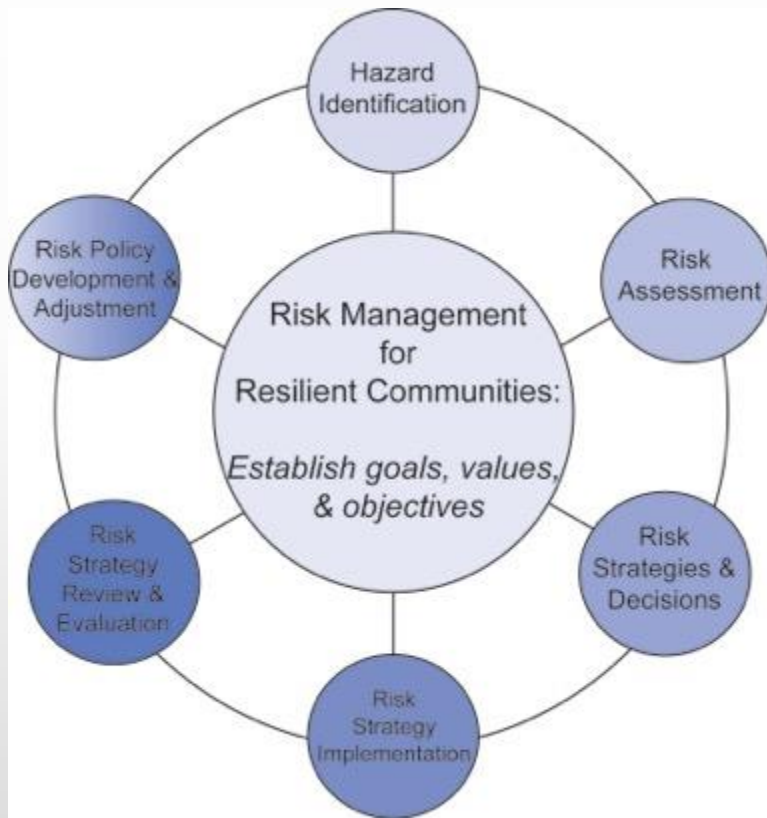 Hazard
Identification
Risk Policy
Development &
Adjustment
Risk
Assessment
Risk Management
for
Resilient Communities:
Establish goals, values,
& objectives
Risk
Strategy
Review &
Evaluation
Risk
Strategies &
Decisions
Risk
Strategy
Implementation